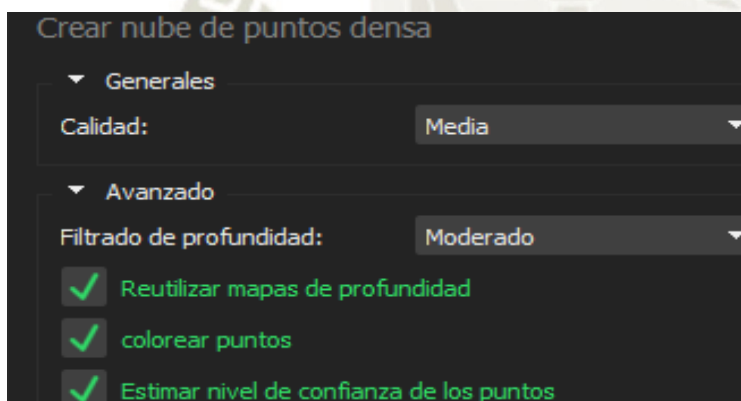 Crear nube de puntos densa
Generales
Calidad: Media
Avanzado
Filtrado de profundidad: Moderado
Reutilizar mapas de profundidad
colorear puntos
Estimar nivel de confianza de los puntos